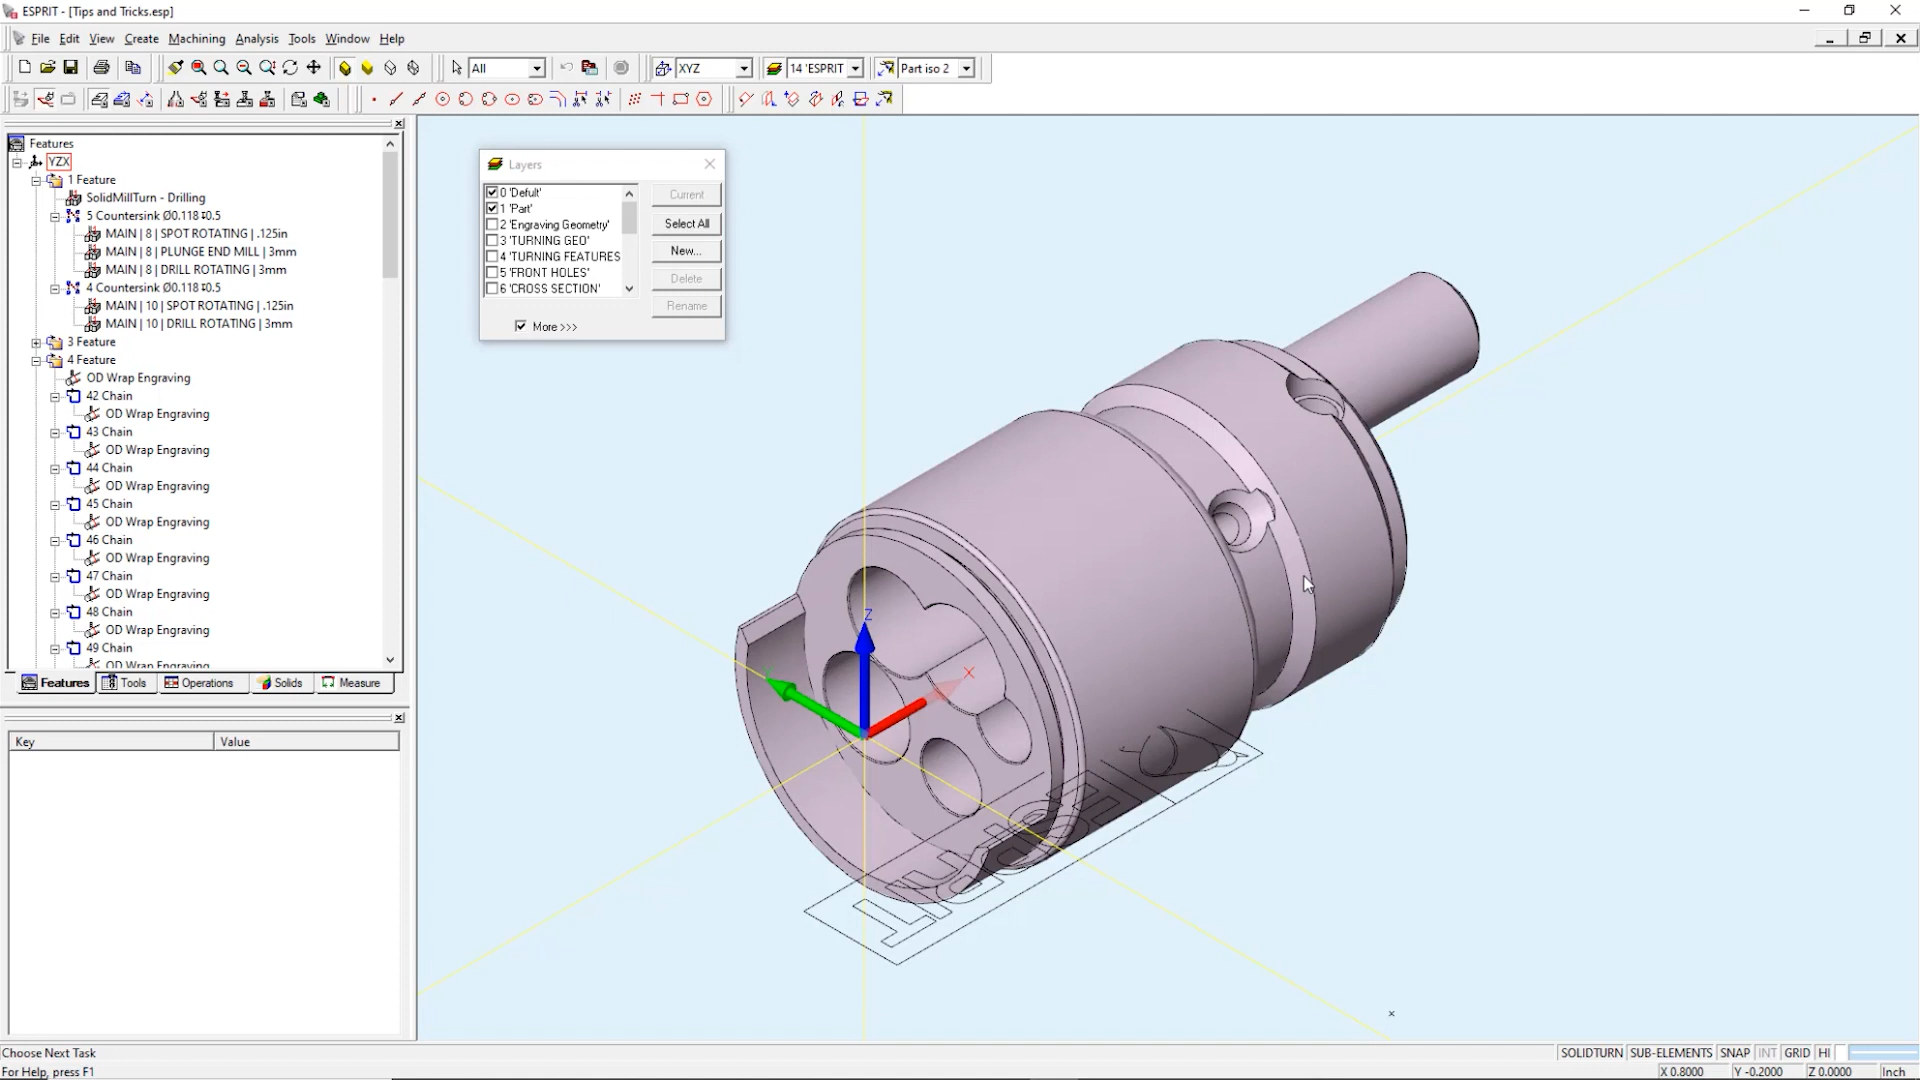 ESPRIT - [Tips and Tricks.esp]
File Edit View Create Machining Analysis Tools Window Help
All XYZ 14 'ESPRIT' Part iso 2
Features
YZX
1 Feature
SolidMillTurn - Drilling
5 Countersink Ø0.118 ↧0.5
MAIN | 8 | SPOT ROTATING | .125in
MAIN | 8 | PLUNGE END MILL | 3mm
MAIN | 8 | DRILL ROTATING | 3mm
4 Countersink Ø0.118 ↧0.5
MAIN | 10 | SPOT ROTATING | .125in
MAIN | 10 | DRILL ROTATING | 3mm
3 Feature
4 Feature
OD Wrap Engraving
42 Chain
OD Wrap Engraving
43 Chain
OD Wrap Engraving
44 Chain
OD Wrap Engraving
45 Chain
OD Wrap Engraving
46 Chain
OD Wrap Engraving
47 Chain
OD Wrap Engraving
48 Chain
OD Wrap Engraving
49 Chain
OD Wrap Engraving
Features Tools Operations Solids Measure
Key Value
Layers
0 'Defult'
1 'Part'
2 'Engraving Geometry'
3 'TURNING GEO'
4 'TURNING FEATURES
5 'FRONT HOLES'
6 'CROSS SECTION'
Current
Select All
New...
Delete
Rename
More >>>
Z
X
Choose Next Task
SOLIDTURN SUB-ELEMENTS SNAP INT GRID HI
For Help, press F1
X 0.8000 Y -0.2000 Z 0.0000 Inch